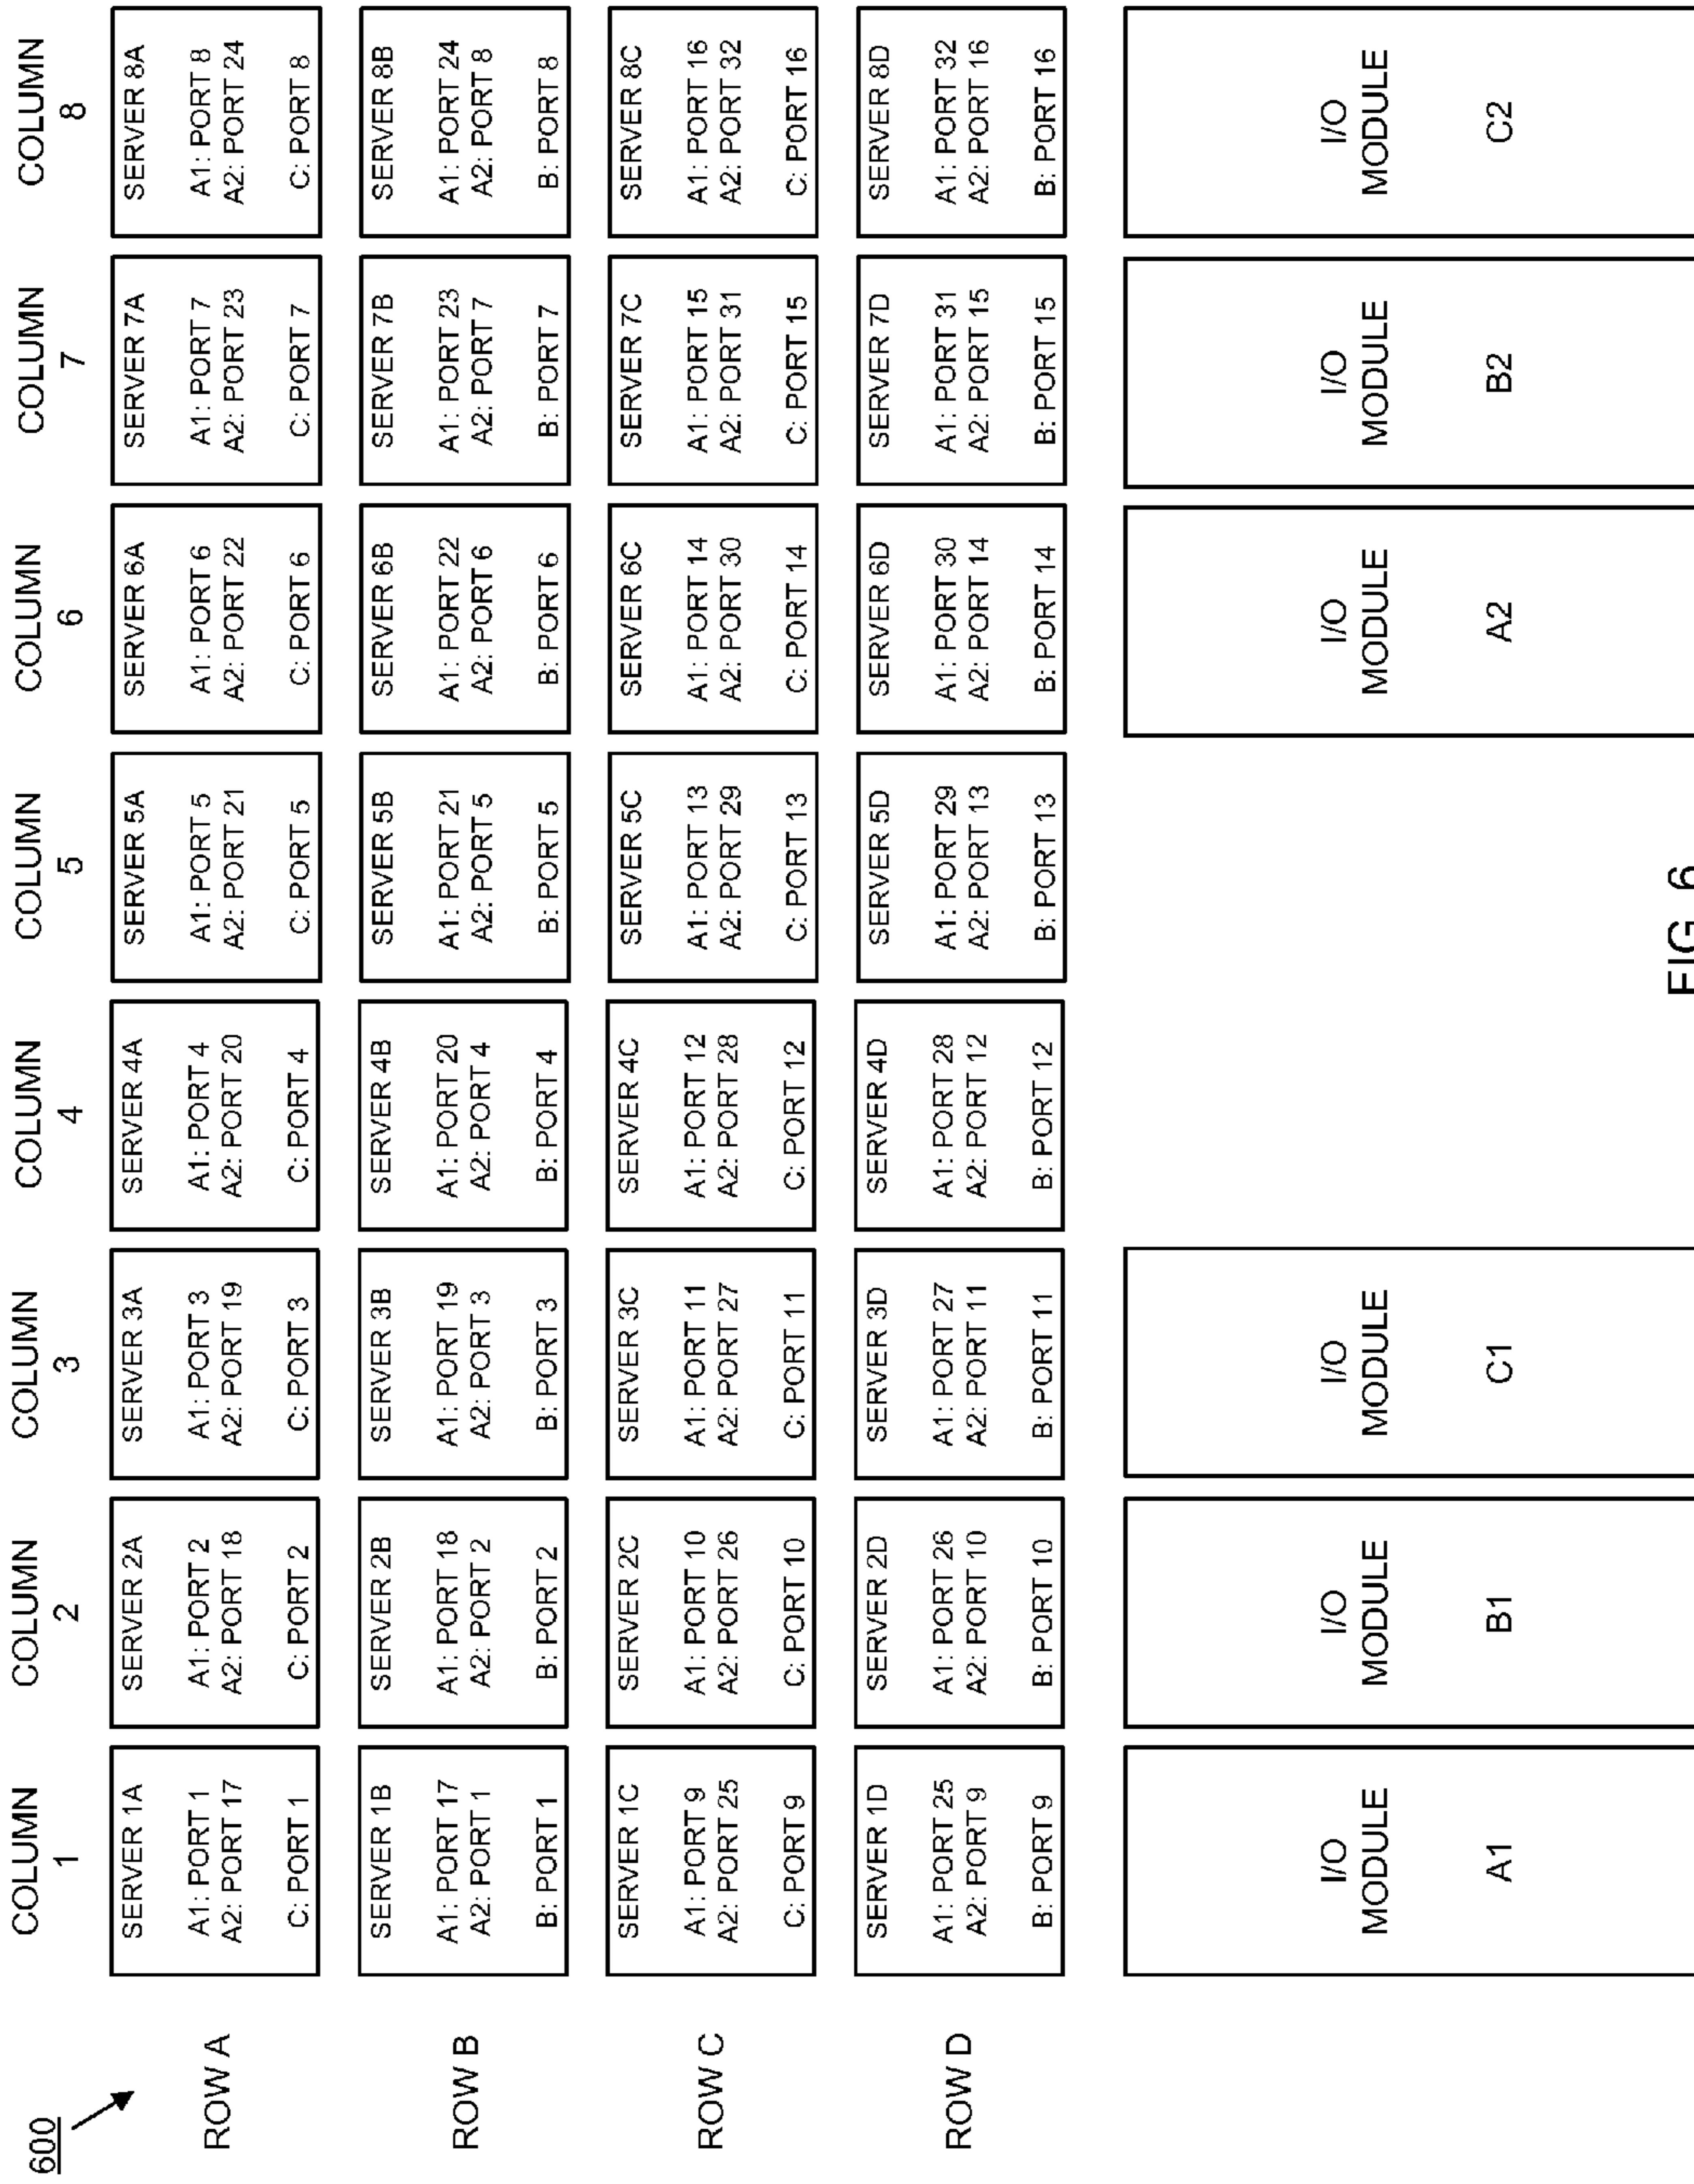 600
COLUMN
1
COLUMN
2
COLUMN
3
COLUMN
4
COLUMN
5
COLUMN
6
COLUMN
7
COLUMN
8
ROW A
SERVER 1A
A1: PORT 1
A2: PORT 17
C: PORT 1
SERVER 2A
A1: PORT 2
A2: PORT 18
C: PORT 2
SERVER 3A
A1: PORT 3
A2: PORT 19
C: PORT 3
SERVER 4A
A1: PORT 4
A2: PORT 20
C: PORT 4
SERVER 5A
A1: PORT 5
A2: PORT 21
C: PORT 5
SERVER 6A
A1: PORT 6
A2: PORT 22
C: PORT 6
SERVER 7A
A1: PORT 7
A2: PORT 23
C: PORT 7
SERVER 8A
A1: PORT 8
A2: PORT 24
C: PORT 8
ROW B
SERVER 1B
A1: PORT 17
A2: PORT 1
B: PORT 1
SERVER 2B
A1: PORT 18
A2: PORT 2
B: PORT 2
SERVER 3B
A1: PORT 19
A2: PORT 3
B: PORT 3
SERVER 4B
A1: PORT 20
A2: PORT 4
B: PORT 4
SERVER 5B
A1: PORT 21
A2: PORT 5
B: PORT 5
SERVER 6B
A1: PORT 22
A2: PORT 6
B: PORT 6
SERVER 7B
A1: PORT 23
A2: PORT 7
B: PORT 7
SERVER 8B
A1: PORT 24
A2: PORT 8
B: PORT 8
ROW C
SERVER 1C
A1: PORT 9
A2: PORT 25
C: PORT 9
SERVER 2C
A1: PORT 10
A2: PORT 26
C: PORT 10
SERVER 3C
A1: PORT 11
A2: PORT 27
C: PORT 11
SERVER 4C
A1: PORT 12
A2: PORT 28
C: PORT 12
SERVER 5C
A1: PORT 13
A2: PORT 29
C: PORT 13
SERVER 6C
A1: PORT 14
A2: PORT 30
C: PORT 14
SERVER 7C
A1: PORT 15
A2: PORT 31
C: PORT 15
SERVER 8C
A1: PORT 16
A2: PORT 32
C: PORT 16
ROW D
SERVER 1D
A1: PORT 25
A2: PORT 9
B: PORT 9
SERVER 2D
A1: PORT 26
A2: PORT 10
B: PORT 10
SERVER 3D
A1: PORT 27
A2: PORT 11
B: PORT 11
SERVER 4D
A1: PORT 28
A2: PORT 12
B: PORT 12
SERVER 5D
A1: PORT 29
A2: PORT 13
B: PORT 13
SERVER 6D
A1: PORT 30
A2: PORT 14
B: PORT 14
SERVER 7D
A1: PORT 31
A2: PORT 15
B: PORT 15
SERVER 8D
A1: PORT 32
A2: PORT 16
B: PORT 16
I/O
MODULE
A1
I/O
MODULE
B1
I/O
MODULE
C1
I/O
MODULE
A2
I/O
MODULE
B2
I/O
MODULE
C2
FIG. 6